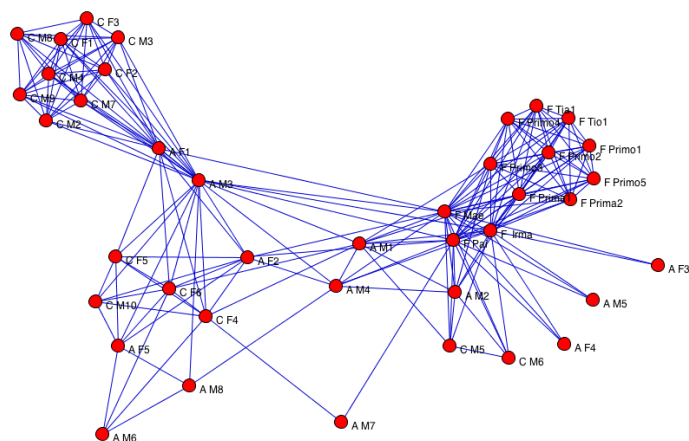 C F3
C M8
C F1
C M3
C F2
C M4
C M9
C M7
C M2
A F1
A M3
F Tia1
F Primo4
F Tio1
F Primo1
F Primo2
F Primo3
F Primo5
F Prima1
F Prima2
F Mae
F Irma
F Pai
A M1
A F2
C F5
A F3
A M4
C F6
A M2
A M5
C M10
C F4
A F5
C M5
A F4
C M6
A M8
A M7
A M6